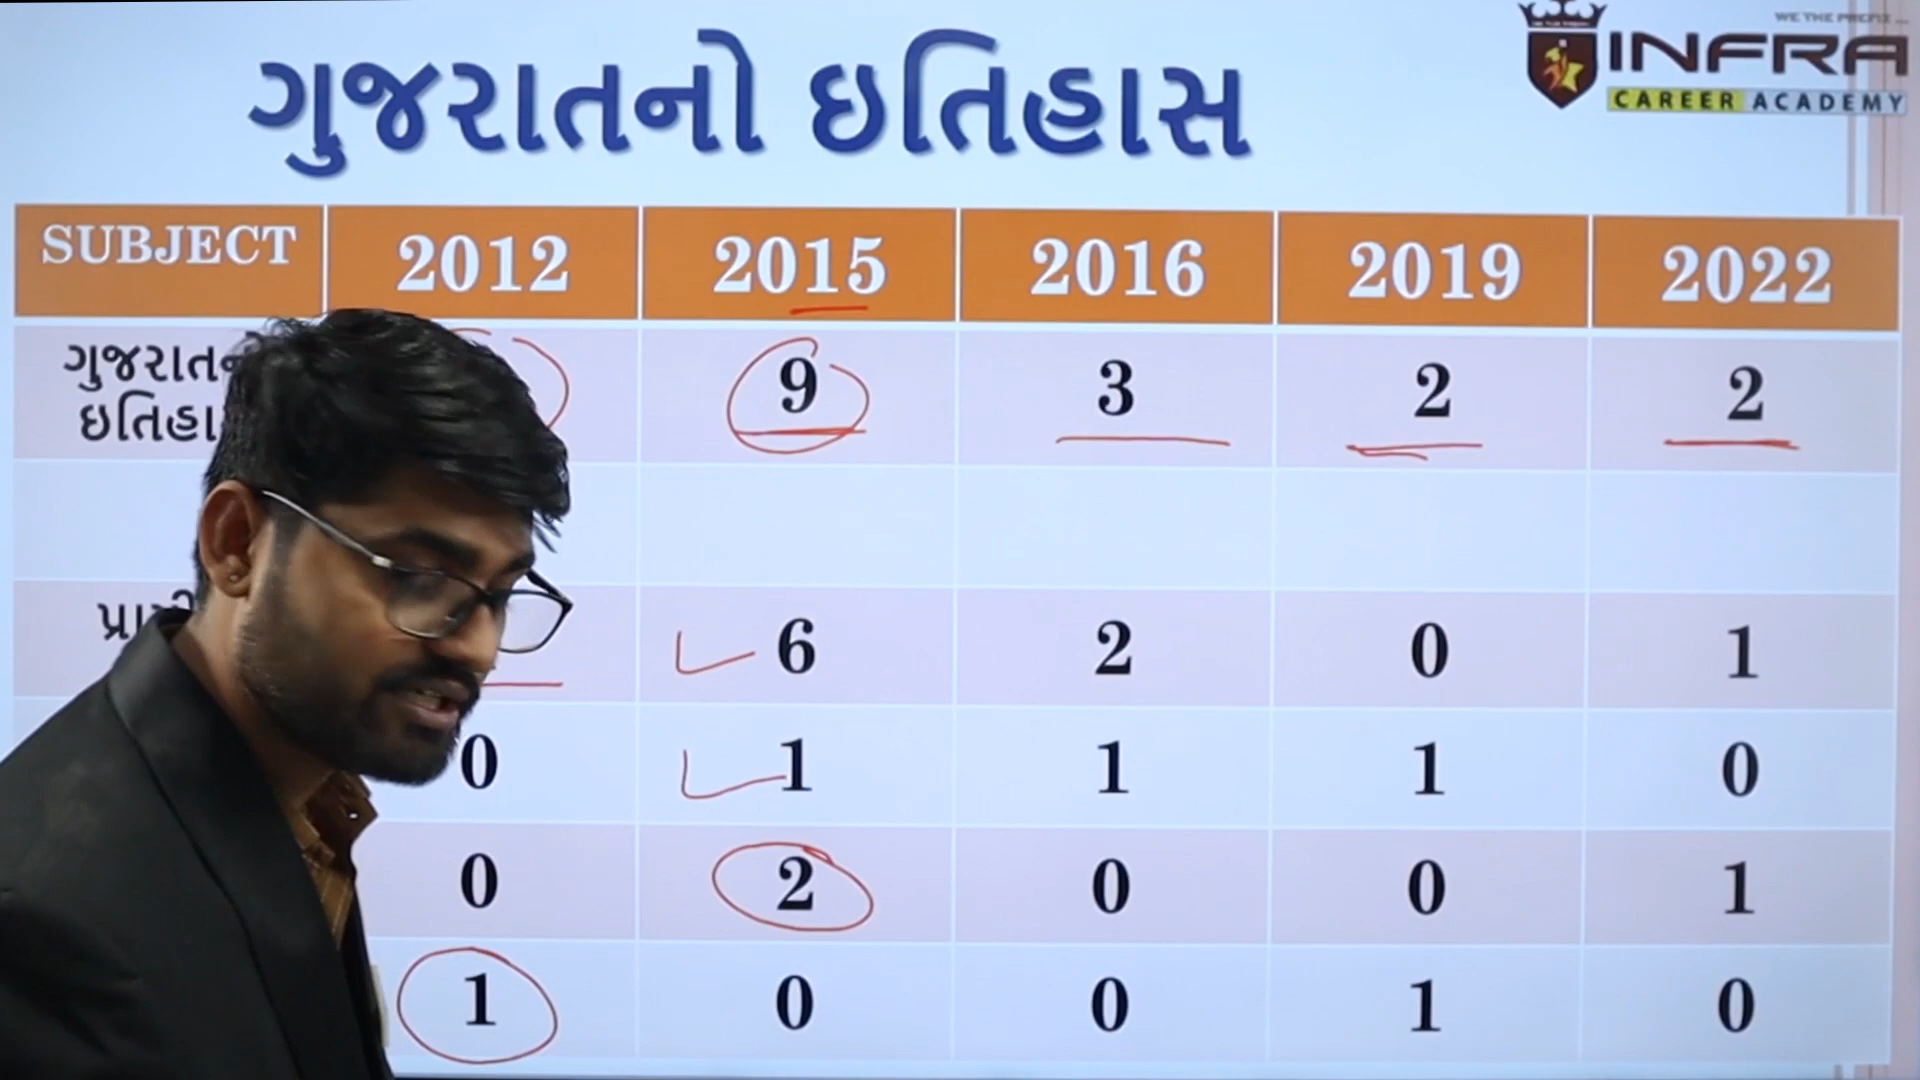 ગુજરાતનો ઇતિહાસ
WE THE PREFIX ...
INFRA
CAREER ACADEMY
SUBJECT 2012 2015 2016 2019 2022
9 3 2 2
6 2 0 1
0 1 1 1 0
0 2 0 0 1
1 0 0 1 0